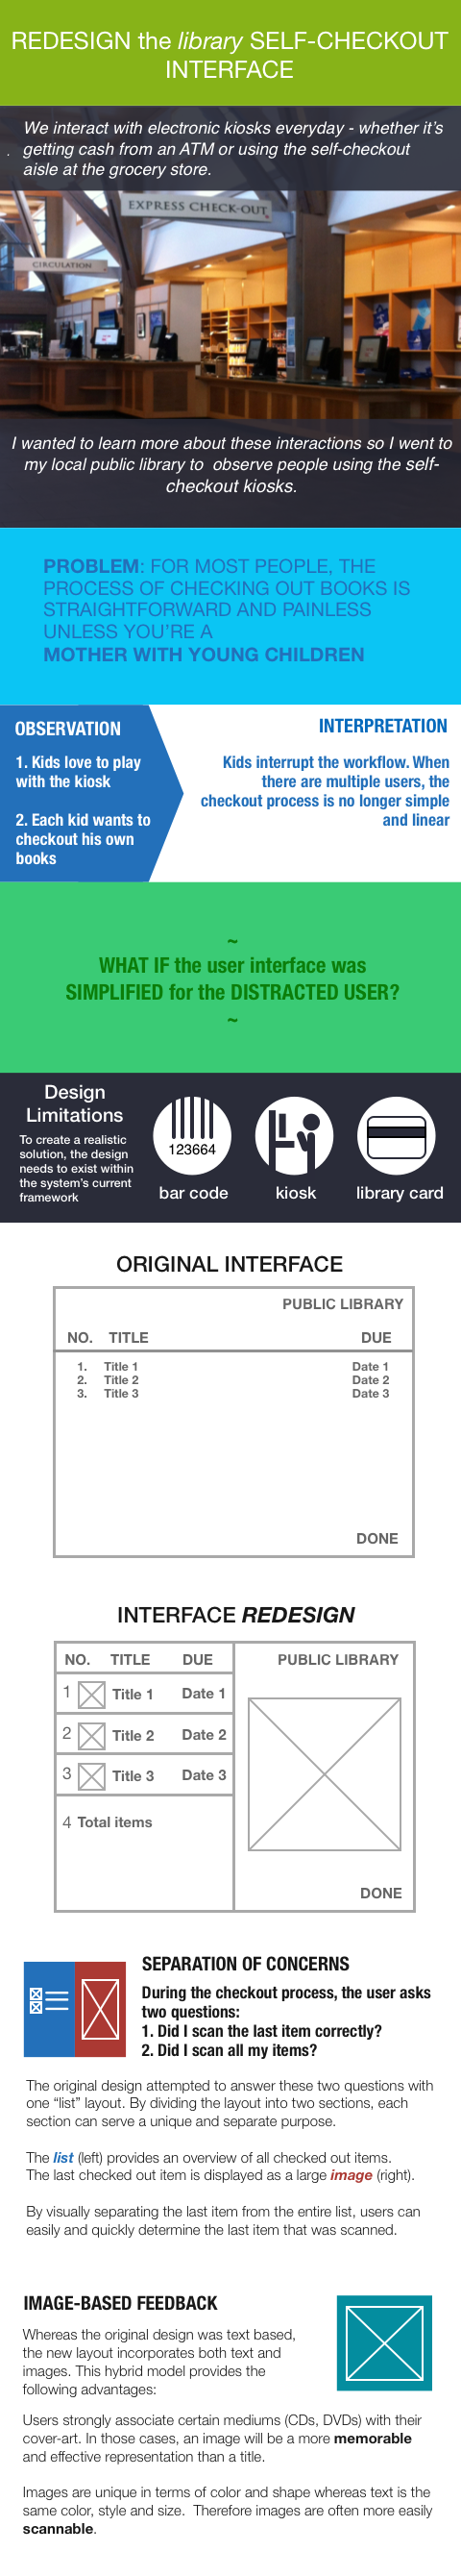 REDESIGN the library SELF-CHECKOUT
INTERFACE
We interact with electronic kiosks everyday - whether it's
getting cash from an ATM or using the self-checkout
aisle at the grocery store.
EXPRESS CHECK-OUT
CIRCULATION
I wanted to learn more about these interactions so I went to
my local public library to observe people using the self-
checkout kiosks.
PROBLEM: FOR MOST PEOPLE, THE
PROCESS OF CHECKING OUT BOOKS IS
STRAIGHTFORWARD AND PAINLESS
UNLESS YOU'RE A
MOTHER WITH YOUNG CHILDREN
OBSERVATION
1. Kids love to play
with the kiosk
2. Each kid wants to
checkout his own
books
INTERPRETATION
Kids interrupt the workflow. When
there are multiple users, the
checkout process is no longer simple
and linear
~
WHAT IF the user interface was
SIMPLIFIED for the DISTRACTED USER?
~
Design
Limitations
To create a realistic
solution, the design
needs to exist within
the system's current
framework
123664
bar code
kiosk
library card
ORIGINAL INTERFACE
PUBLIC LIBRARY
NO. TITLE DUE
1. Title 1 Date 1
2. Title 2 Date 2
3. Title 3 Date 3
DONE
INTERFACE REDESIGN
NO. TITLE DUE PUBLIC LIBRARY
1 Title 1 Date 1
2 Title 2 Date 2
3 Title 3 Date 3
4 Total items
DONE
SEPARATION OF CONCERNS
During the checkout process, the user asks
two questions:
1. Did I scan the last item correctly?
2. Did I scan all my items?
The original design attempted to answer these two questions with
one "list" layout. By dividing the layout into two sections, each
section can serve a unique and separate purpose.
The list (left) provides an overview of all checked out items.
The last checked out item is displayed as a large image (right).
By visually separating the last item from the entire list, users can
easily and quickly determine the last item that was scanned.
IMAGE-BASED FEEDBACK
Whereas the original design was text based,
the new layout incorporates both text and
images. This hybrid model provides the
following advantages:
Users strongly associate certain mediums (CDs, DVDs) with their
cover-art. In those cases, an image will be a more memorable
and effective representation than a title.
Images are unique in terms of color and shape whereas text is the
same color, style and size. Therefore images are often more easily
scannable.